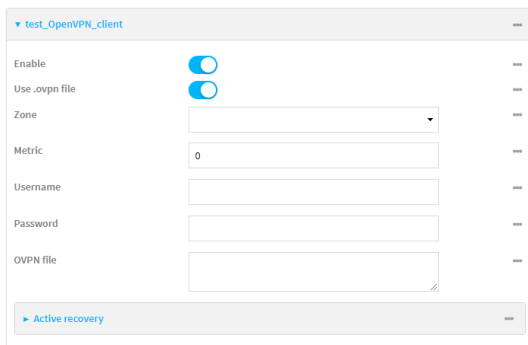 test_OpenVPN_client
Enable
Use .ovpn file
Zone
Metric
0
Username
Password
OVPN file
Active recovery